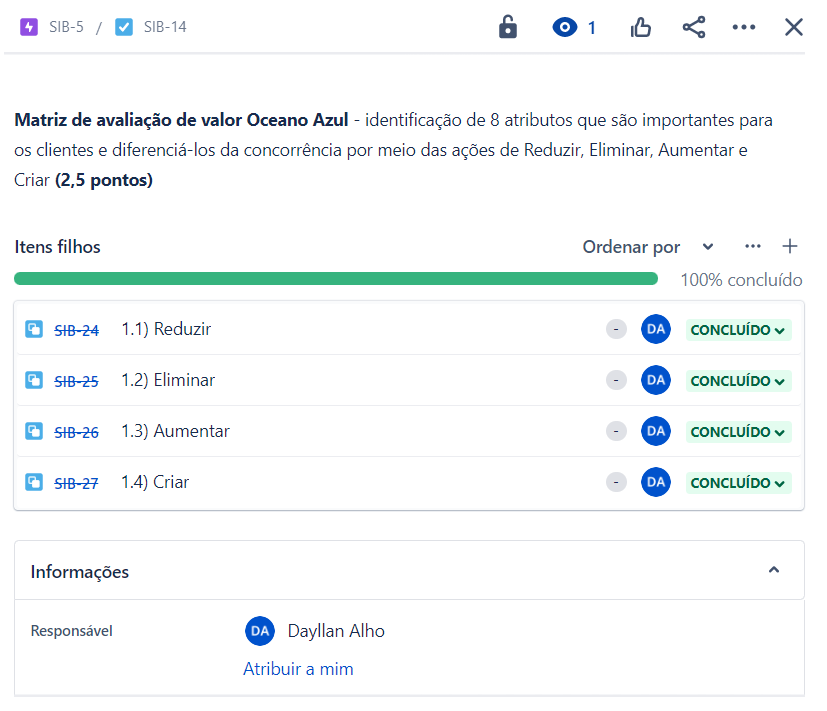 SIB-5 / SIB-14 1
Matriz de avaliação de valor Oceano Azul - identificação de 8 atributos que são importantes para
os clientes e diferenciá-los da concorrência por meio das ações de Reduzir, Eliminar, Aumentar e
Criar (2,5 pontos)
Itens filhos Ordenar por
100% concluído
SIB-24 1.1) Reduzir - DA CONCLUÍDO
SIB-25 1.2) Eliminar - DA CONCLUÍDO
SIB-26 1.3) Aumentar - DA CONCLUÍDO
SIB-27 1.4) Criar - DA CONCLUÍDO
Informações
Responsável DA Dayllan Alho
Atribuir a mim